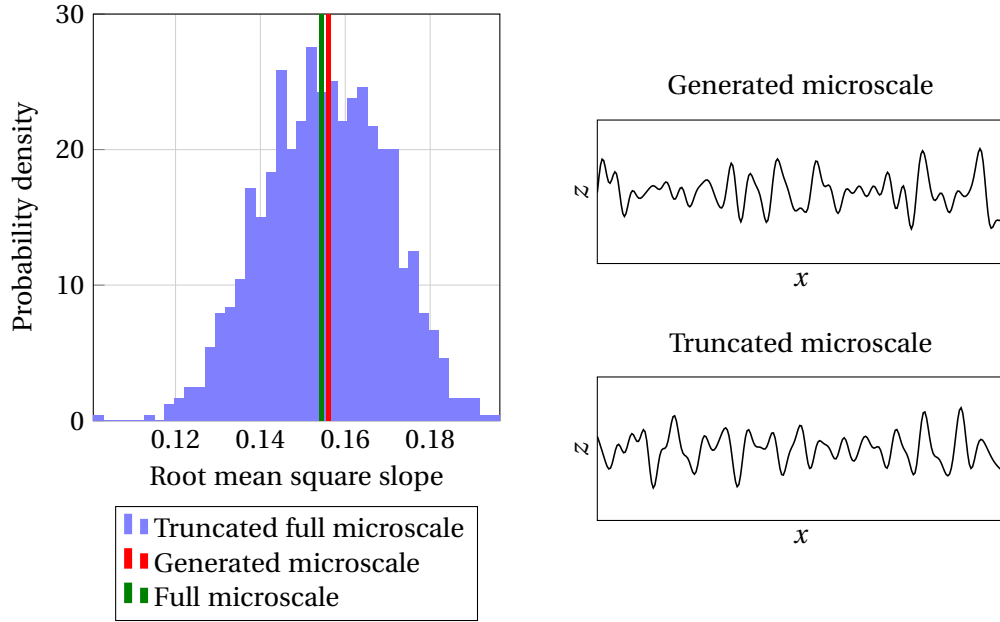 30
20
10
0
Probability density
0.12 0.14 0.16 0.18
Root mean square slope
Truncated full microscale
Generated microscale
Full microscale
Generated microscale
z
x
Truncated microscale
z
x